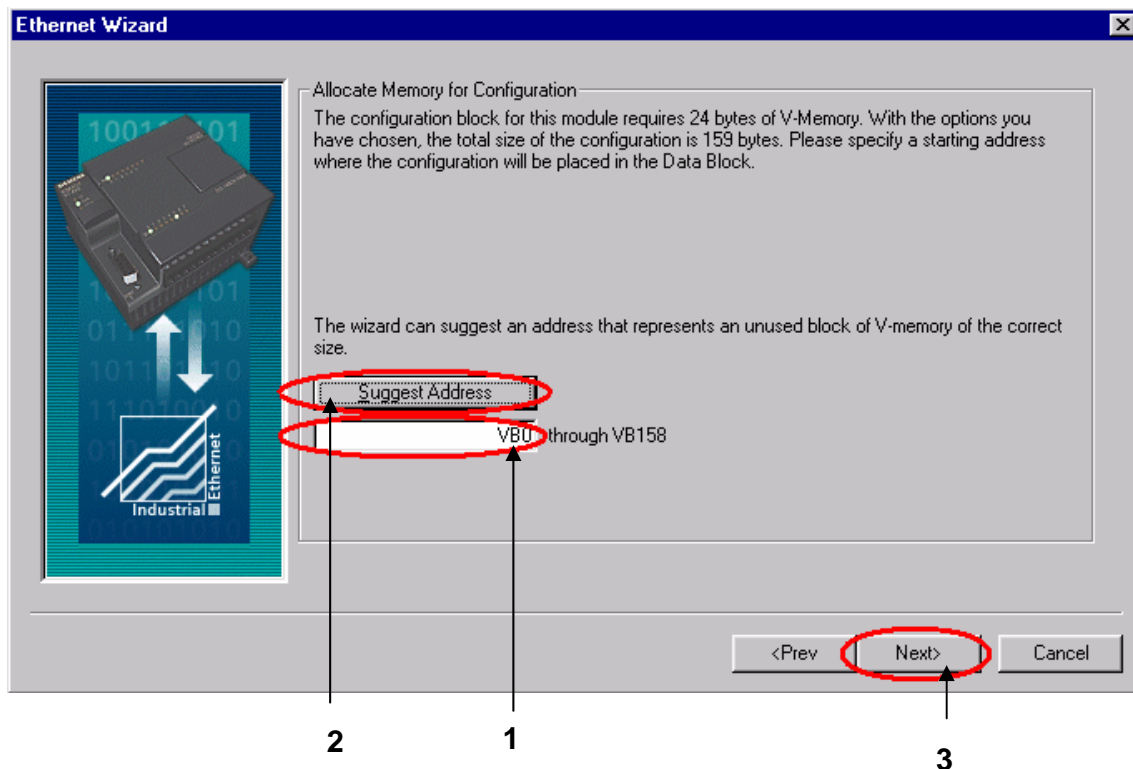 Ethernet Wizard
Allocate Memory for Configuration
The configuration block for this module requires 24 bytes of V-Memory. With the options you
have chosen, the total size of the configuration is 159 bytes. Please specify a starting address
where the configuration will be placed in the Data Block.
The wizard can suggest an address that represents an unused block of V-memory of the correct
size.
Suggest Address
VB0 through VB158
Industrial
Ethernet
<Prev
Next>
Cancel
2
1
3